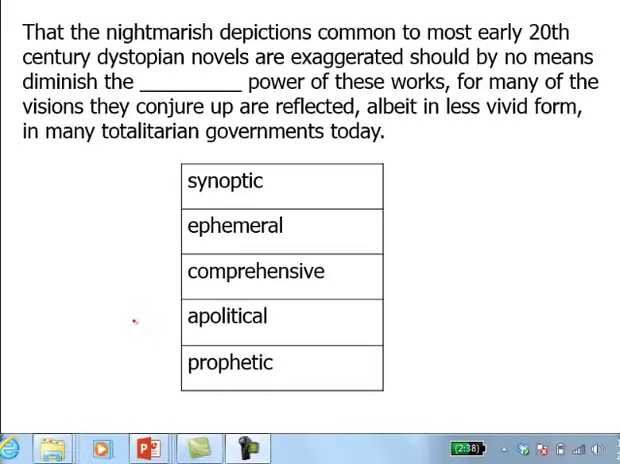 That the nightmarish depictions common to most early 20th
century dystopian novels are exaggerated should by no means
diminish the __________ power of these works, for many of the
visions they conjure up are reflected, albeit in less vivid form,
in many totalitarian governments today.
synoptic
ephemeral
comprehensive
apolitical
prophetic
(2:38)